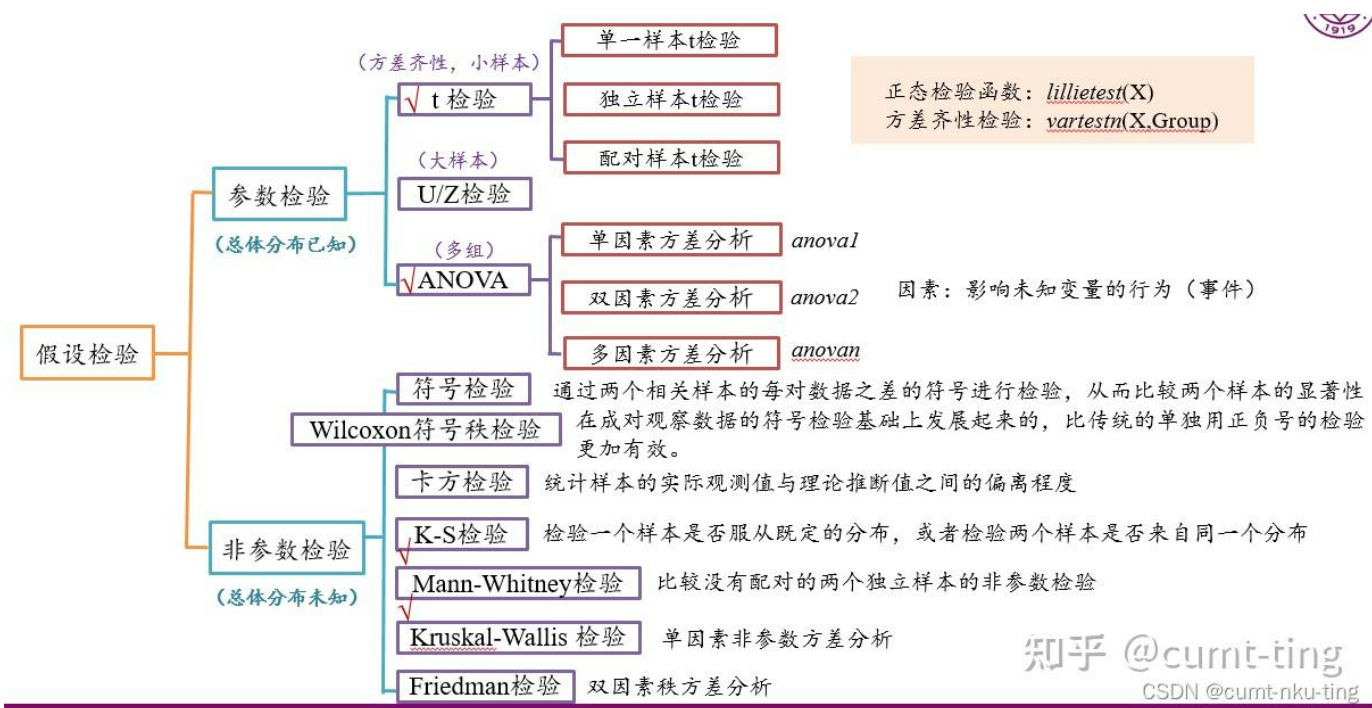 1919
单一样本t检验
(方差齐性，小样本)
√ t 检验
独立样本t检验
正态检验函数：lillietest(X)
方差齐性检验：vartestn(X,Group)
配对样本t检验
(大样本)
U/Z检验
参数检验
(总体分布已知)
(多组)
√ANOVA
单因素方差分析 anova1
双因素方差分析 anova2
因素：影响未知变量的行为（事件）
多因素方差分析 anovan
假设检验
符号检验 通过两个相关样本的每对数据之差的符号进行检验，从而比较两个样本的显著性
Wilcoxon符号秩检验 在成对观察数据的符号检验基础上发展起来的，比传统的单独用正负号的检验
更加有效。
卡方检验 统计样本的实际观测值与理论推断值之间的偏离程度
K-S检验 检验一个样本是否服从既定的分布，或者检验两个样本是否来自同一个分布
非参数检验
(总体分布未知)
√
Mann-Whitney检验 比较没有配对的两个独立样本的非参数检验
√
Kruskal-Wallis 检验 单因素非参数方差分析
Friedman检验 双因素秩方差分析
知乎 @cumt-ting
CSDN @cumt-nku-ting